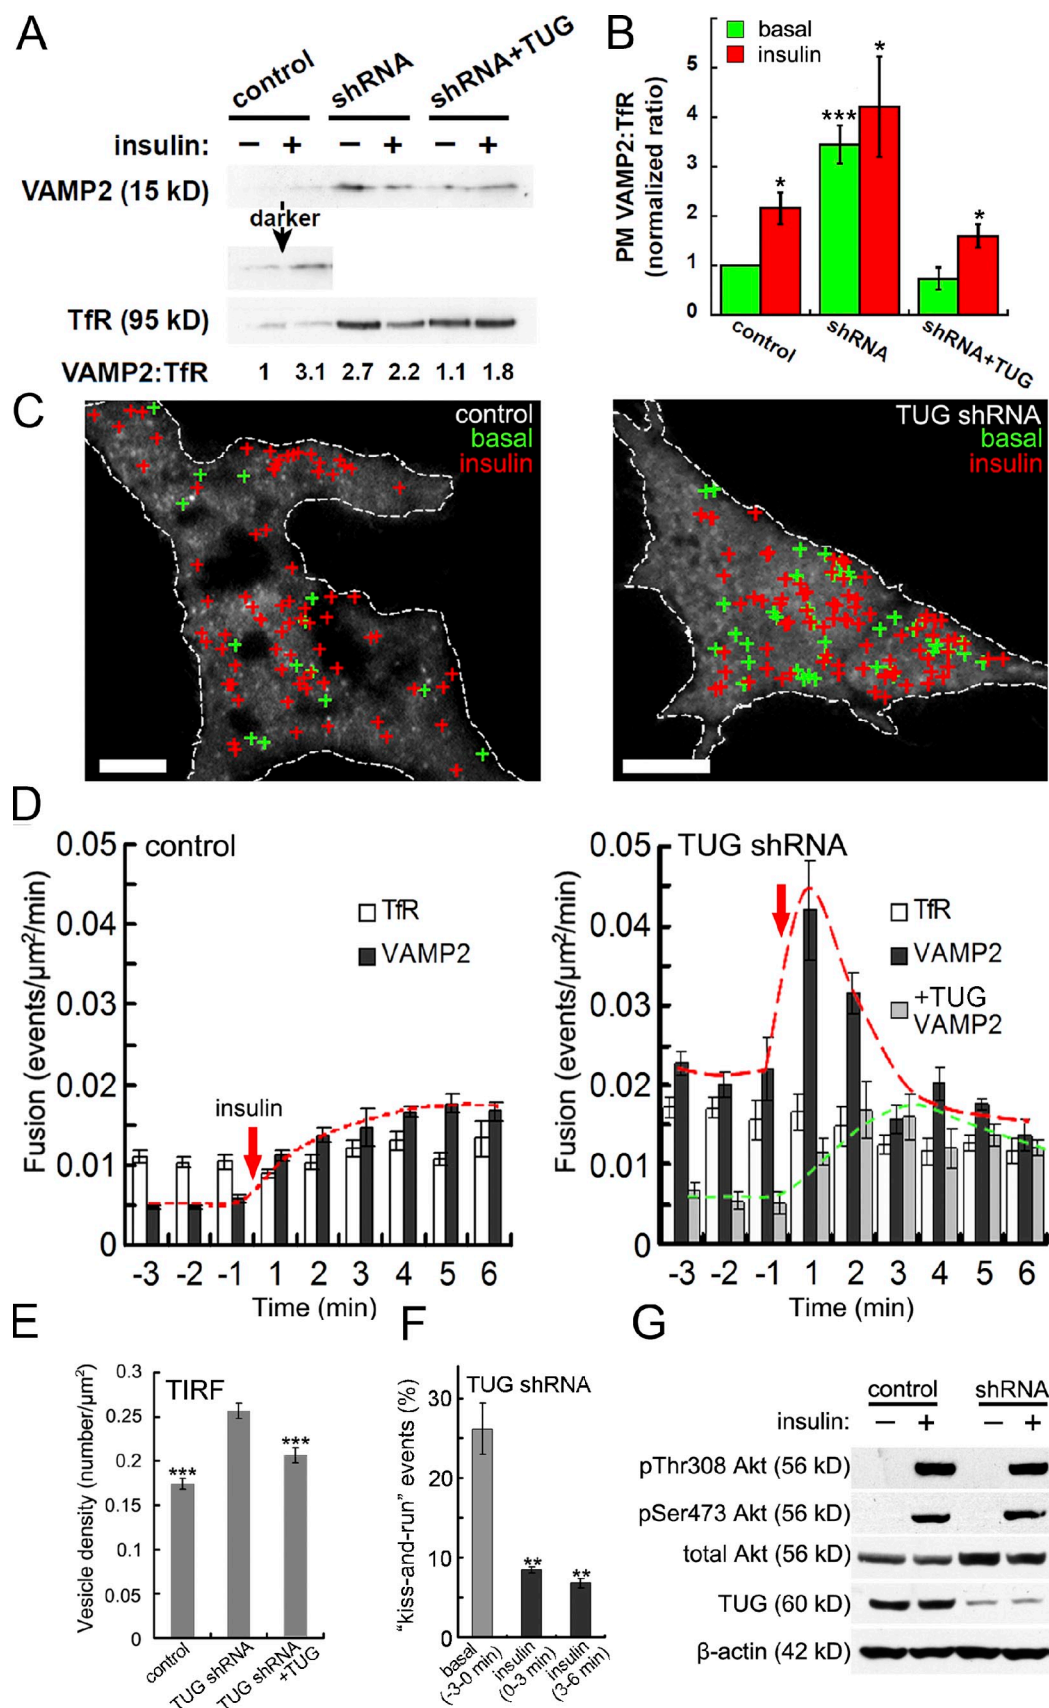 A
control shRNA shRNA+TUG
insulin: − + − + − +
VAMP2 (15 kD)
darker
TfR (95 kD)
VAMP2:TfR 1 3.1 2.7 2.2 1.1 1.8
B
basal
insulin
PM VAMP2:TfR
(normalized ratio)
5
4
3
2
1
0
*
***
*
*
control shRNA shRNA+TUG
C
control
basal
insulin
TUG shRNA
basal
insulin
D
control
Fusion (events/µm²/min)
0.05
0.04
0.03
0.02
0.01
0
TfR
VAMP2
insulin
-3 -2 -1 1 2 3 4 5 6
Time (min)
TUG shRNA
Fusion (events/µm²/min)
0.05
0.04
0.03
0.02
0.01
0
TfR
VAMP2
+TUG
VAMP2
-3 -2 -1 1 2 3 4 5 6
Time (min)
E
TIRF
Vesicle density (number/µm²)
0.3
0.25
0.2
0.15
0.1
0.05
0
***
***
control
TUG shRNA
TUG shRNA
+TUG
F
TUG shRNA
"kiss-and-run" events (%)
30
20
10
0
**
**
basal
(-3-0 min)
insulin
(0-3 min)
insulin
(3-6 min)
G
control shRNA
insulin: − + − +
pThr308 Akt (56 kD)
pSer473 Akt (56 kD)
total Akt (56 kD)
TUG (60 kD)
β-actin (42 kD)